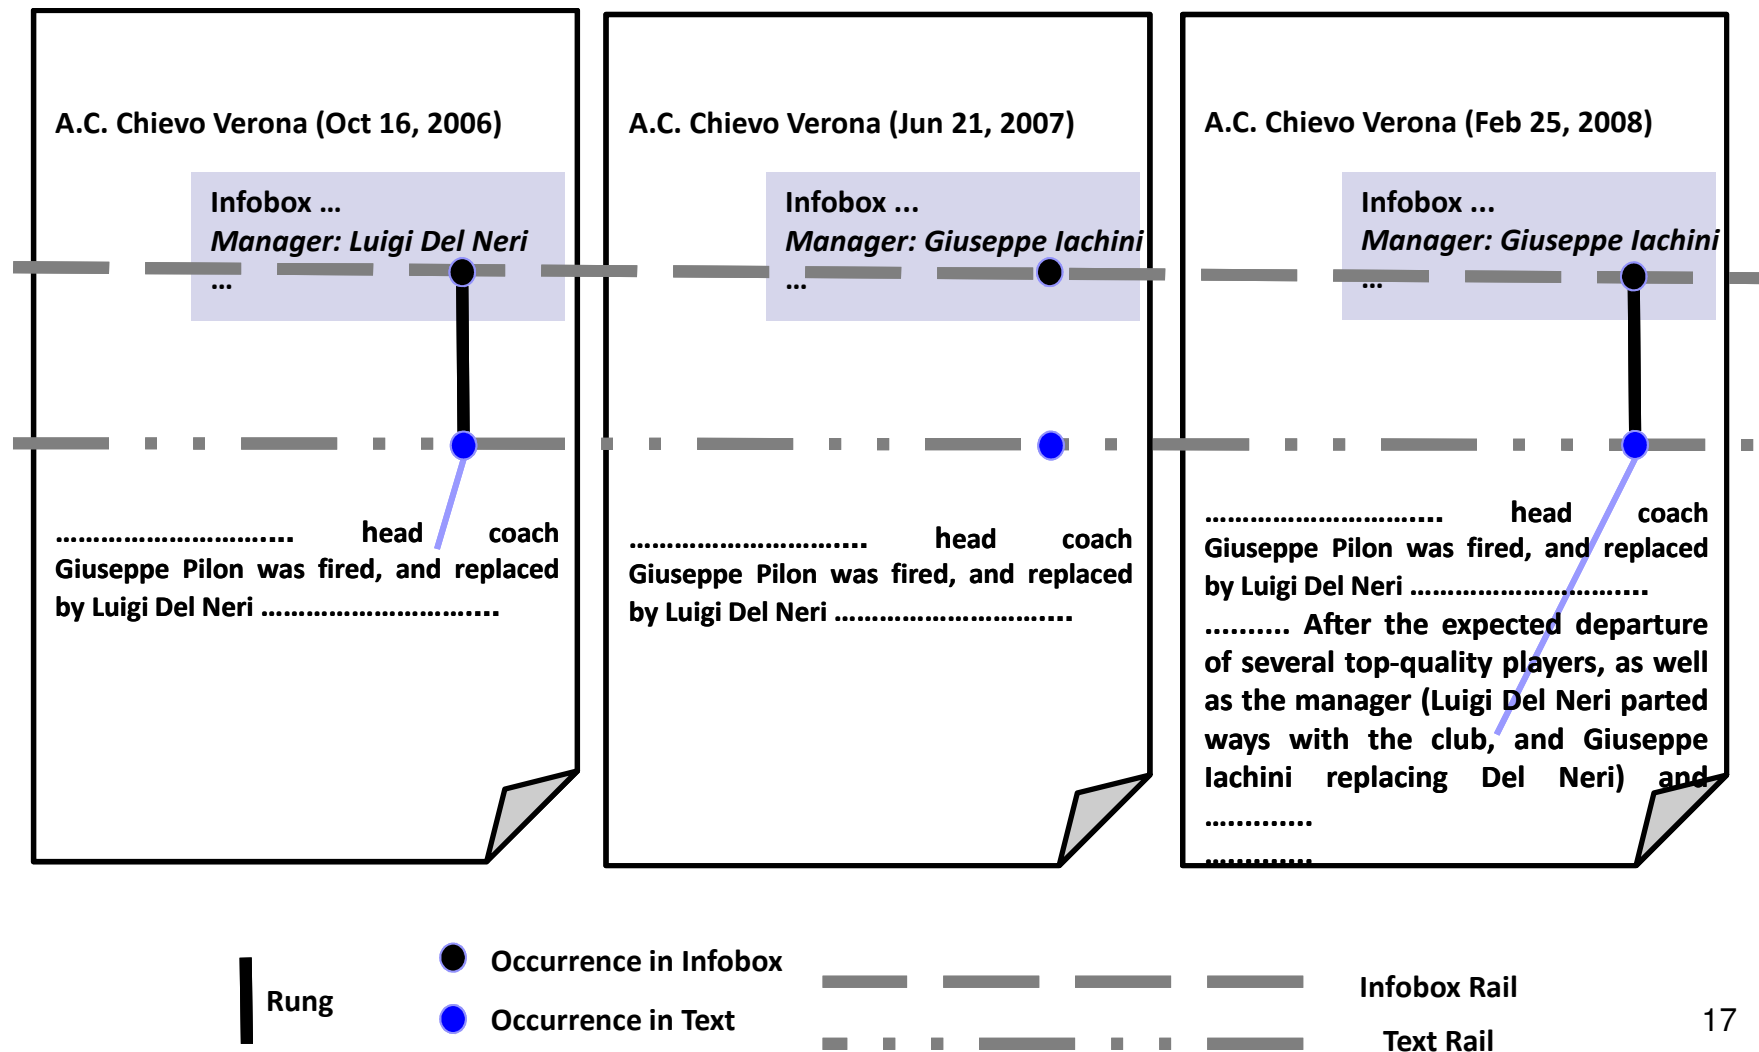 A.C. Chievo Verona (Oct 16, 2006)
Infobox …
Manager: Luigi Del Neri
…
………………………... head coach
Giuseppe Pilon was fired, and replaced
by Luigi Del Neri ………………………...
A.C. Chievo Verona (Jun 21, 2007)
Infobox ...
Manager: Giuseppe Iachini
…
………………………... head coach
Giuseppe Pilon was fired, and replaced
by Luigi Del Neri ………………………...
A.C. Chievo Verona (Feb 25, 2008)
Infobox ...
Manager: Giuseppe Iachini
…
………………………... head coach
Giuseppe Pilon was fired, and replaced
by Luigi Del Neri ………………………...
.......... After the expected departure
of several top-quality players, as well
as the manager (Luigi Del Neri parted
ways with the club, and Giuseppe
Iachini replacing Del Neri) and
.............
.............
Rung
Occurrence in Infobox
Occurrence in Text
Infobox Rail
Text Rail
17